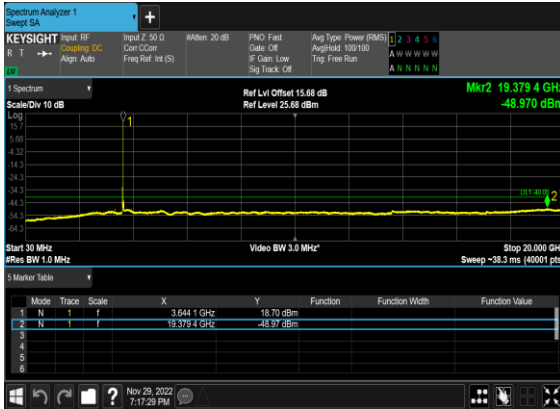 Spectrum Analyzer 1
Swept SA
+
KEYSIGHT Input: RF Input Z: 50 Ω #Atten: 20 dB PNO: Fast Avg Type: Power (RMS) 1 2 3 4 5 6
R T Coupling: DC Corr CCorr Gate: Off Avg|Hold: 100/100 A W W W W W
Align: Auto Freq Ref: Int (S) IF Gain: Low Trig: Free Run
Sig Track: Off A N N N N N
1 Spectrum Ref Lvl Offset 15.68 dB Mkr2 19.379 4 GHz
Scale/Div 10 dB Ref Level 25.68 dBm -48.970 dBm
Log
1
15.7
5.68
-4.32
-14.3
-24.3
-34.3
2
-44.3
-54.3
-64.3
Start 30 MHz Video BW 3.0 MHz* Stop 20.000 GH
#Res BW 1.0 MHz Sweep ~38.3 ms (40001 pts
5 Marker Table
Mode Trace Scale X Y Function Function Width Function Value
1 N 1 f 3.644 1 GHz 18.70 dBm
2 N 1 f 19.379 4 GHz -48.97 dBm
3
4
5
6
? Nov 29, 2022
7:17:29 PM